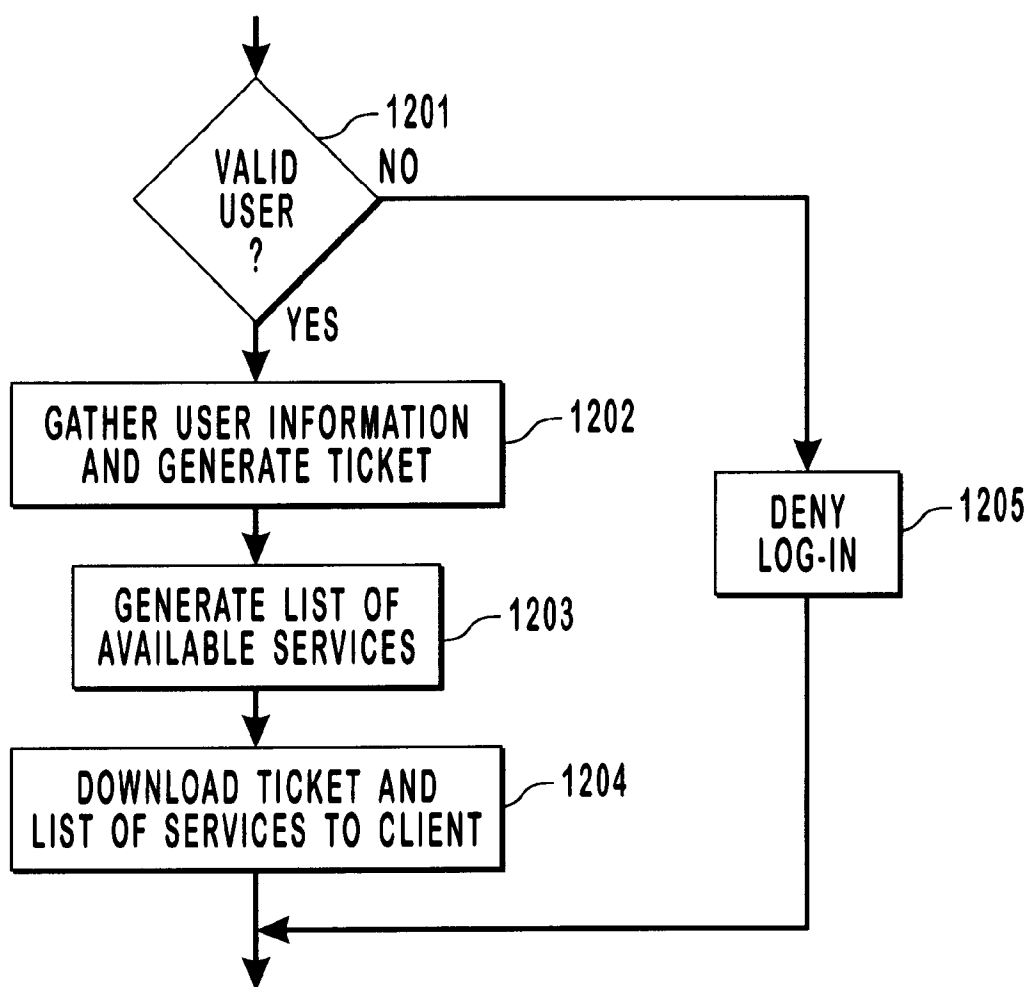 1201
VALID
USER
?
NO
YES
GATHER USER INFORMATION
AND GENERATE TICKET
1202
DENY
LOG-IN
1205
GENERATE LIST OF
AVAILABLE SERVICES
1203
DOWNLOAD TICKET AND
LIST OF SERVICES TO CLIENT
1204